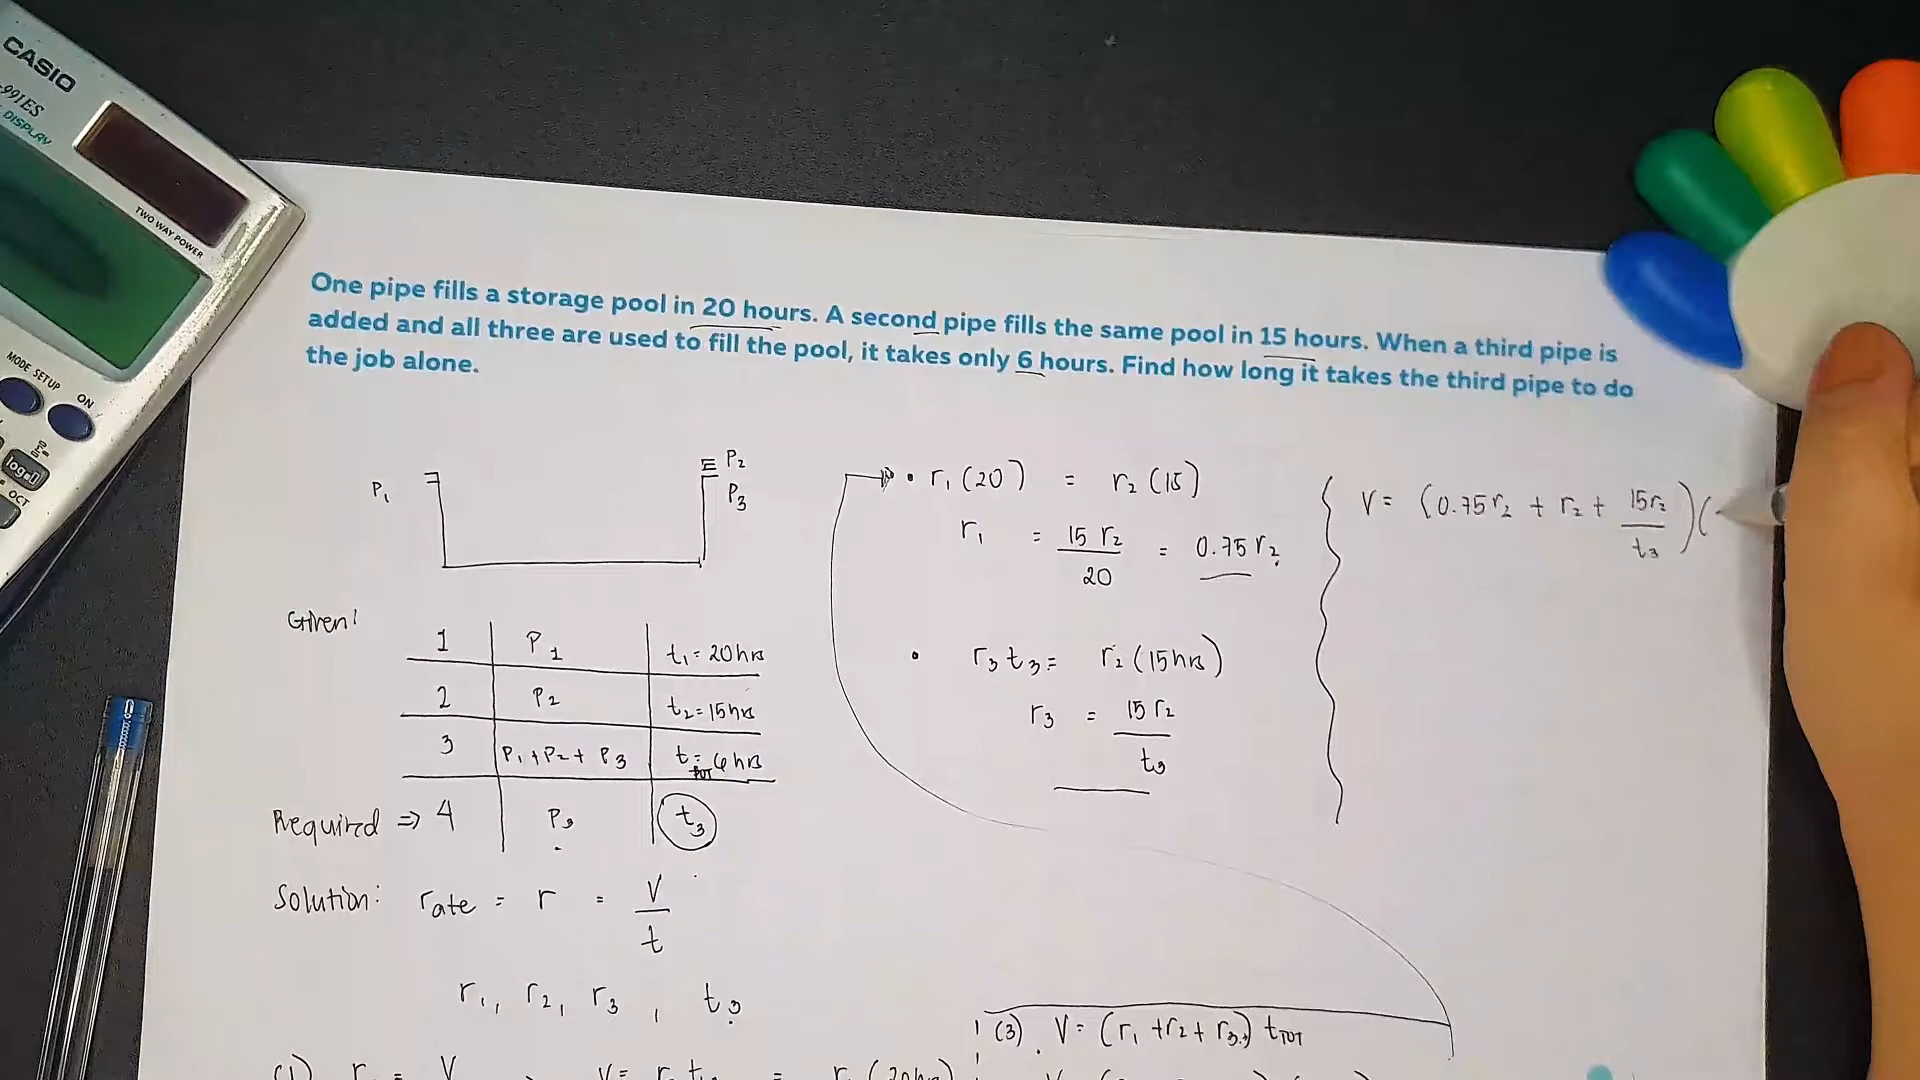 CASIO
-991ES
DISPLAY
TWO WAY POWER
MODE SETUP
ON
log
OCT
One pipe fills a storage pool in 20 hours. A second pipe fills the same pool in 15 hours. When a third pipe is
added and all three are used to fill the pool, it takes only 6 hours. Find how long it takes the third pipe to do
the job alone.
P₁
P₂
P₃
Given:
1 P₁ t₁ = 20hrs
2 P₂ t₂ = 15hrs
3 P₁ + P₂ + P₃ t_TOT = 6hrs
Required => 4 P₃ t₃
Solution: rate = r = V/t
r₁, r₂, r₃, t₃
• r₁ (20) = r₂ (15)
r₁ = 15 r₂ / 20 = 0.75 r₂
• r₃ t₃ = r₂ (15hrs)
r₃ = 15 r₂ / t₃
V = (0.75r₂ + r₂ + 15r₂ / t₃)(
(3) V = (r₁ + r₂ + r₃) t_TOT